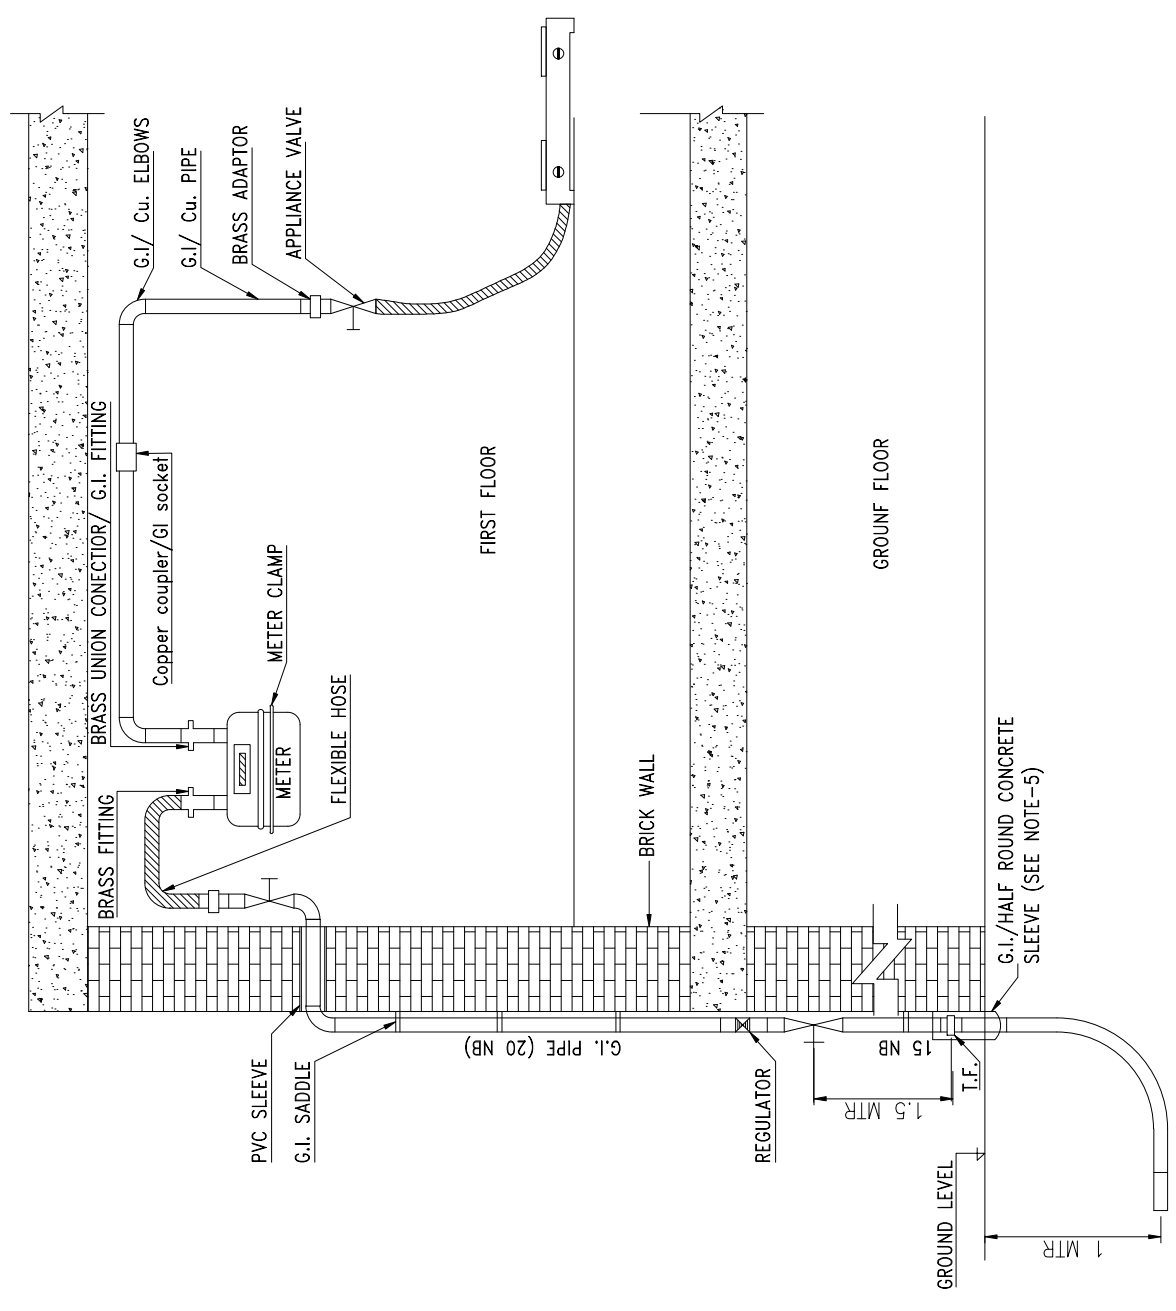 G.I/ Cu. ELBOWS
G.I/ Cu. PIPE
BRASS ADAPTOR
APPLIANCE VALVE
BRASS UNION CONECTIOR/ G.I. FITTING
Copper coupler/GI socket
METER CLAMP
FLEXIBLE HOSE
METER
BRASS FITTING
FIRST FLOOR
GROUNF FLOOR
BRICK WALL
G.I./HALF ROUND CONCRETE
SLEEVE (SEE NOTE-5)
PVC SLEEVE
G.I. SADDLE
G.I. PIPE (20 NB)
REGULATOR
15 NB
T.F.
1.5 MTR
GROUND LEVEL
1 MTR